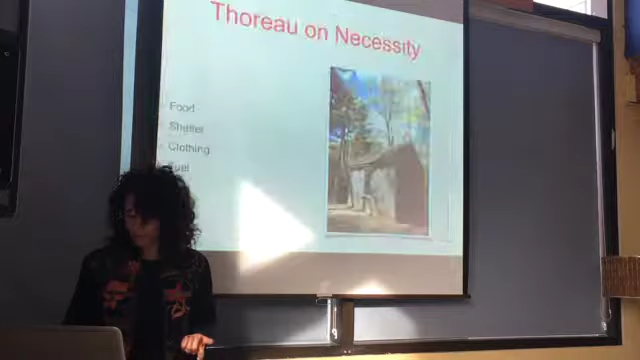 Thoreau on Necessity
Food
Shelter
Clothing
Fuel